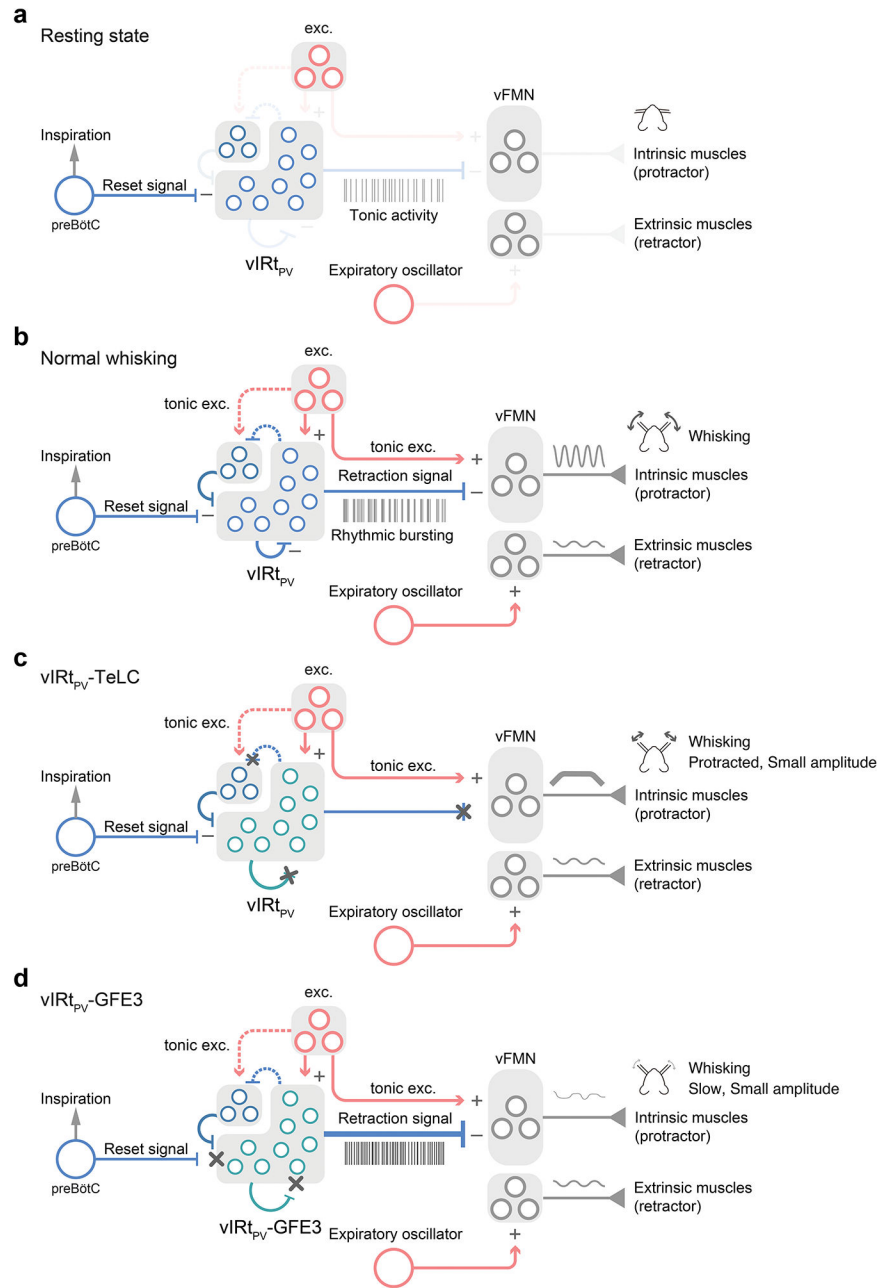 a
Resting state
exc.
+
vFMN
Inspiration
Reset signal
−
preBötC
Tonic activity
vIRtPV
−
+
−
Intrinsic muscles
(protractor)
Extrinsic muscles
(retractor)
Expiratory oscillator
+
b
Normal whisking
exc.
tonic exc.
+
vFMN
tonic exc.
+
Whisking
Inspiration
Retraction signal
−
Intrinsic muscles
(protractor)
Reset signal
−
preBötC
Rhythmic bursting
−
vIRtPV
Extrinsic muscles
(retractor)
Expiratory oscillator
+
c
vIRtPV-TeLC
exc.
tonic exc.
+
vFMN
tonic exc.
+
Whisking
Protracted, Small amplitude
Inspiration
Intrinsic muscles
(protractor)
Reset signal
−
preBötC
vIRtPV
Extrinsic muscles
(retractor)
Expiratory oscillator
+
d
vIRtPV-GFE3
exc.
tonic exc.
+
vFMN
tonic exc.
+
Whisking
Slow, Small amplitude
Inspiration
Retraction signal
−
Intrinsic muscles
(protractor)
Reset signal
preBötC
vIRtPV-GFE3
Extrinsic muscles
(retractor)
Expiratory oscillator
+